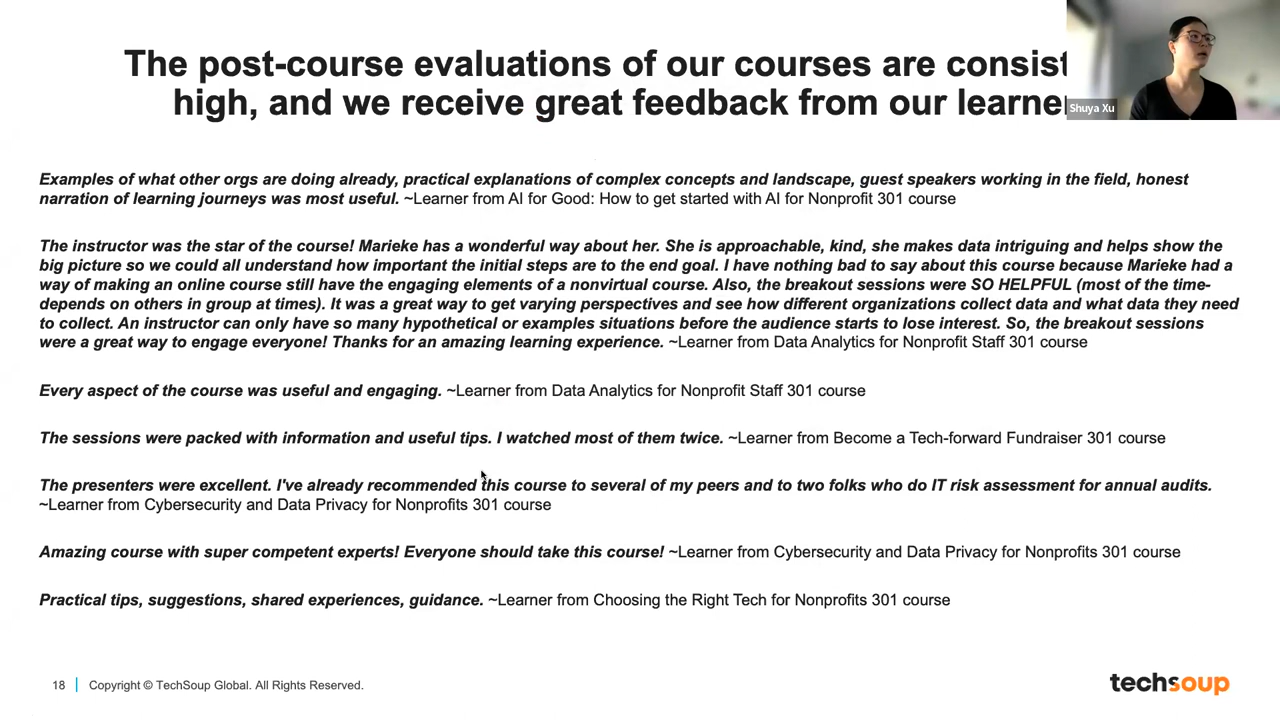 The post-course evaluations of our courses are consist
high, and we receive great feedback from our learne
Shuya Xu
Examples of what other orgs are doing already, practical explanations of complex concepts and landscape, guest speakers working in the field, honest
narration of learning journeys was most useful. ~Learner from AI for Good: How to get started with AI for Nonprofit 301 course
The instructor was the star of the course! Marieke has a wonderful way about her. She is approachable, kind, she makes data intriguing and helps show the
big picture so we could all understand how important the initial steps are to the end goal. I have nothing bad to say about this course because Marieke had a
way of making an online course still have the engaging elements of a nonvirtual course. Also, the breakout sessions were SO HELPFUL (most of the time-
depends on others in group at times). It was a great way to get varying perspectives and see how different organizations collect data and what data they need
to collect. An instructor can only have so many hypothetical or examples situations before the audience starts to lose interest. So, the breakout sessions
were a great way to engage everyone! Thanks for an amazing learning experience. ~Learner from Data Analytics for Nonprofit Staff 301 course
Every aspect of the course was useful and engaging. ~Learner from Data Analytics for Nonprofit Staff 301 course
The sessions were packed with information and useful tips. I watched most of them twice. ~Learner from Become a Tech-forward Fundraiser 301 course
The presenters were excellent. I've already recommended this course to several of my peers and to two folks who do IT risk assessment for annual audits.
~Learner from Cybersecurity and Data Privacy for Nonprofits 301 course
Amazing course with super competent experts! Everyone should take this course! ~Learner from Cybersecurity and Data Privacy for Nonprofits 301 course
Practical tips, suggestions, shared experiences, guidance. ~Learner from Choosing the Right Tech for Nonprofits 301 course
18 | Copyright © TechSoup Global. All Rights Reserved.
techsoup